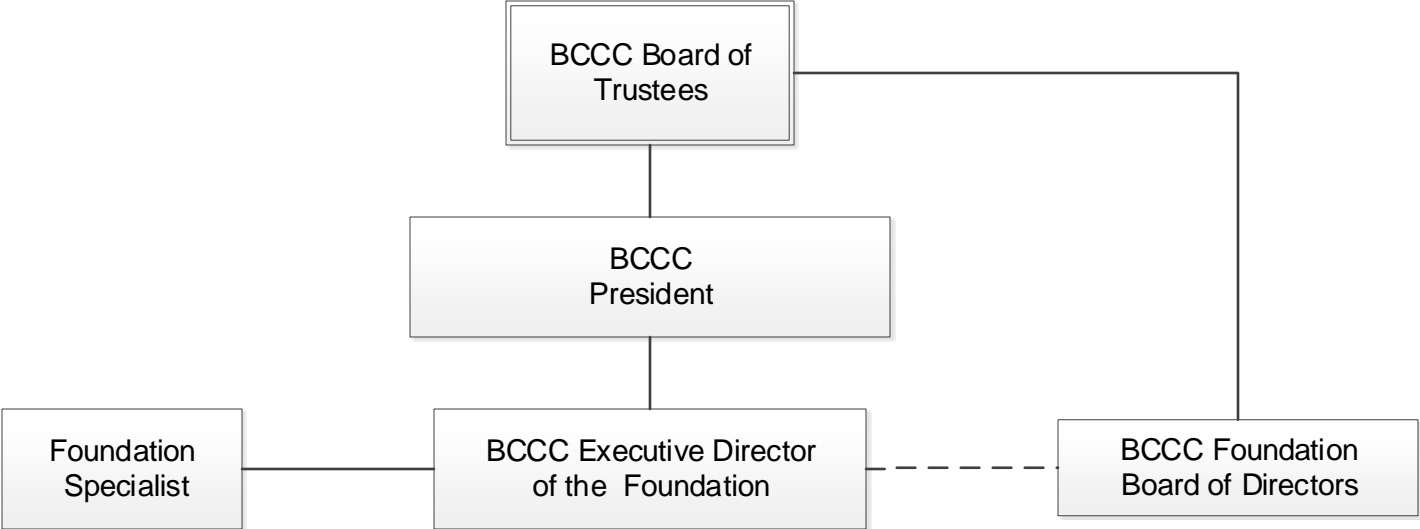 BCCC Board of
Trustees
BCCC
President
Foundation
Specialist
BCCC Executive Director
of the Foundation
BCCC Foundation
Board of Directors